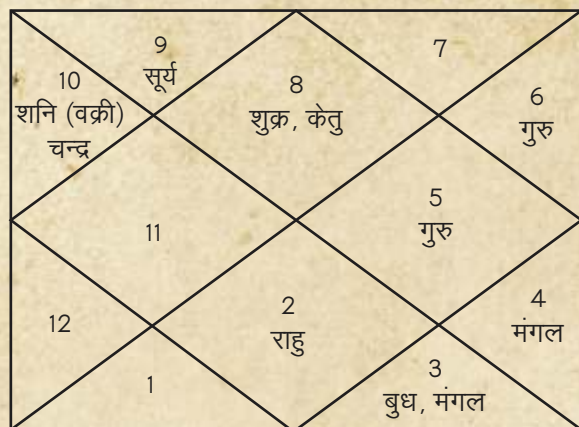 9
सूर्य
7
10
शनि (वक्री)
चन्द्र
8
शुक्र, केतु
6
गुरु
11
5
गुरु
12
2
राहु
4
मंगल
1
3
बुध, मंगल